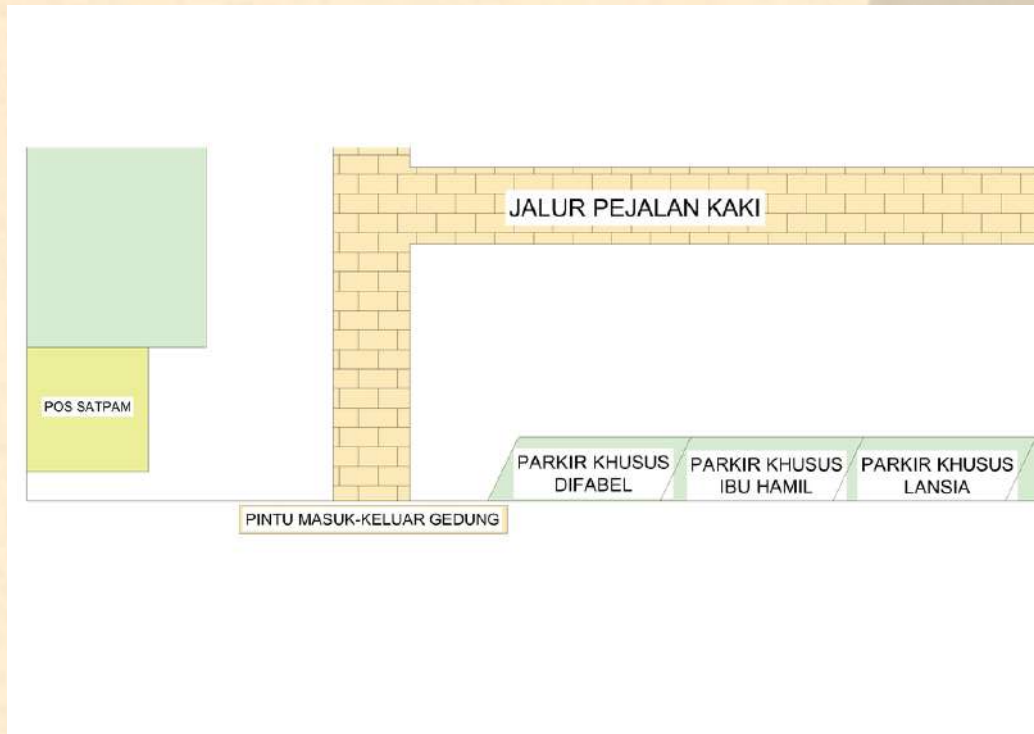 JALUR PEJALAN KAKI
POS SATPAM
PARKIR KHUSUS
DIFABEL
PARKIR KHUSUS
IBU HAMIL
PARKIR KHUSUS
LANSIA
PINTU MASUK-KELUAR GEDUNG